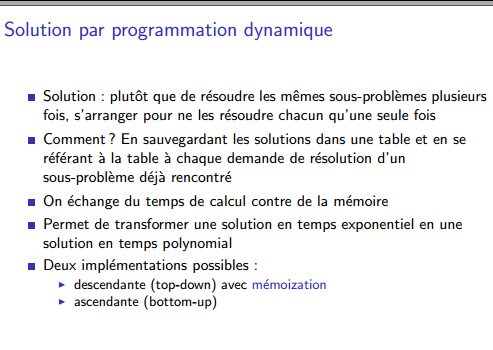 Solution par programmation dynamique
Solution : plutôt que de résoudre les mêmes sous-problèmes plusieurs
fois, s'arranger pour ne les résoudre chacun qu'une seule fois
Comment ? En sauvegardant les solutions dans une table et en se
référant à la table à chaque demande de résolution d'un
sous-problème déjà rencontré
On échange du temps de calcul contre de la mémoire
Permet de transformer une solution en temps exponentiel en une
solution en temps polynomial
Deux implémentations possibles :
descendante (top-down) avec mémoization
ascendante (bottom-up)